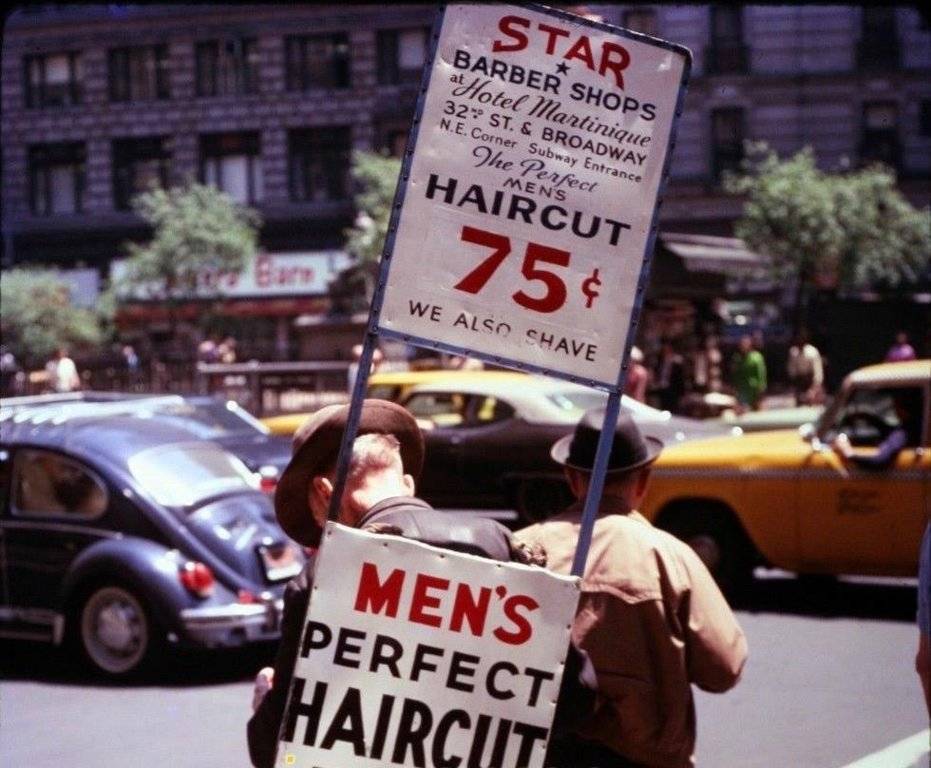 STAR
BARBER SHOPS
at Hotel Martinique
32ND ST. & BROADWAY
N.E. Corner Subway Entrance
The Perfect
MEN'S
HAIRCUT
75¢
WE ALSO SHAVE
Barn
MEN'S
PERFECT
HAIRCUT